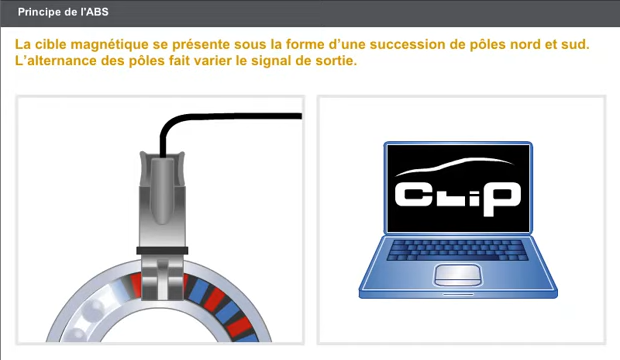 Principe de l'ABS
La cible magnétique se présente sous la forme d'une succession de pôles nord et sud.
L'alternance des pôles fait varier le signal de sortie.
CLiP